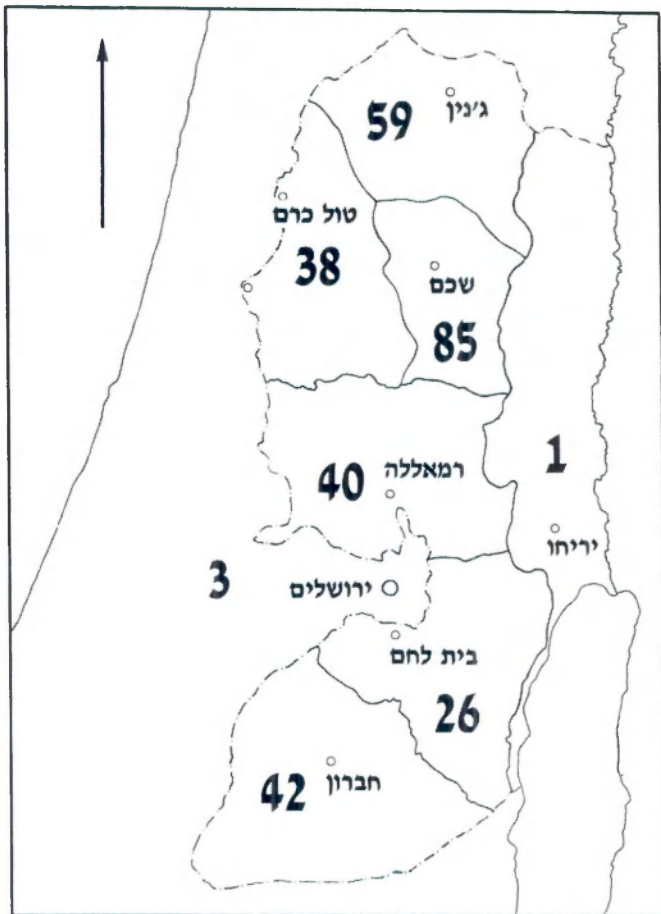 ג'נין
59
טול כרם
38
שכם
85
רמאללה
40
1
יריחו
3
ירושלים
בית לחם
26
חברון
42